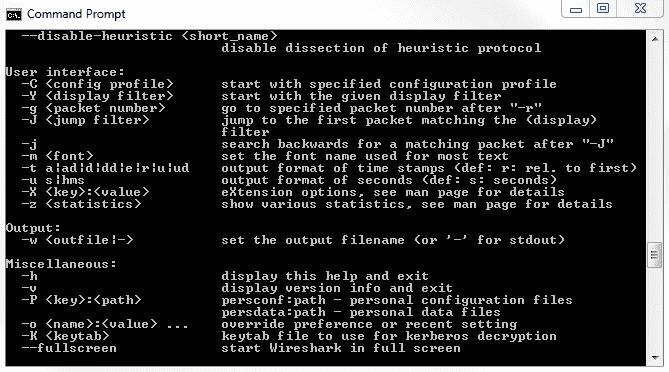 Command Prompt
--disable-heuristic <short_name>
disable dissection of heuristic protocol
User interface:
-C <config profile> start with specified configuration profile
-Y <display filter> start with the given display filter
-g <packet number> go to specified packet number after "-r"
-J <jump filter> jump to the first packet matching the (display)
filter
-j search backwards for a matching packet after "-J"
-m <font> set the font name used for most text
-t a|ad|d|dd|e|r|u|ud output format of time stamps (def: r: rel. to first)
-u s|hms output format of seconds (def: s: seconds)
-X <key>:<value> eXtension options, see man page for details
-z <statistics> show various statistics, see man page for details
Output:
-w <outfile|-> set the output filename (or '-' for stdout)
Miscellaneous:
-h display this help and exit
-v display version info and exit
-P <key>:<path> persconf:path - personal configuration files
persdata:path - personal data files
-o <name>:<value> ... override preference or recent setting
-K <keytab> keytab file to use for kerberos decryption
--fullscreen start Wireshark in full screen